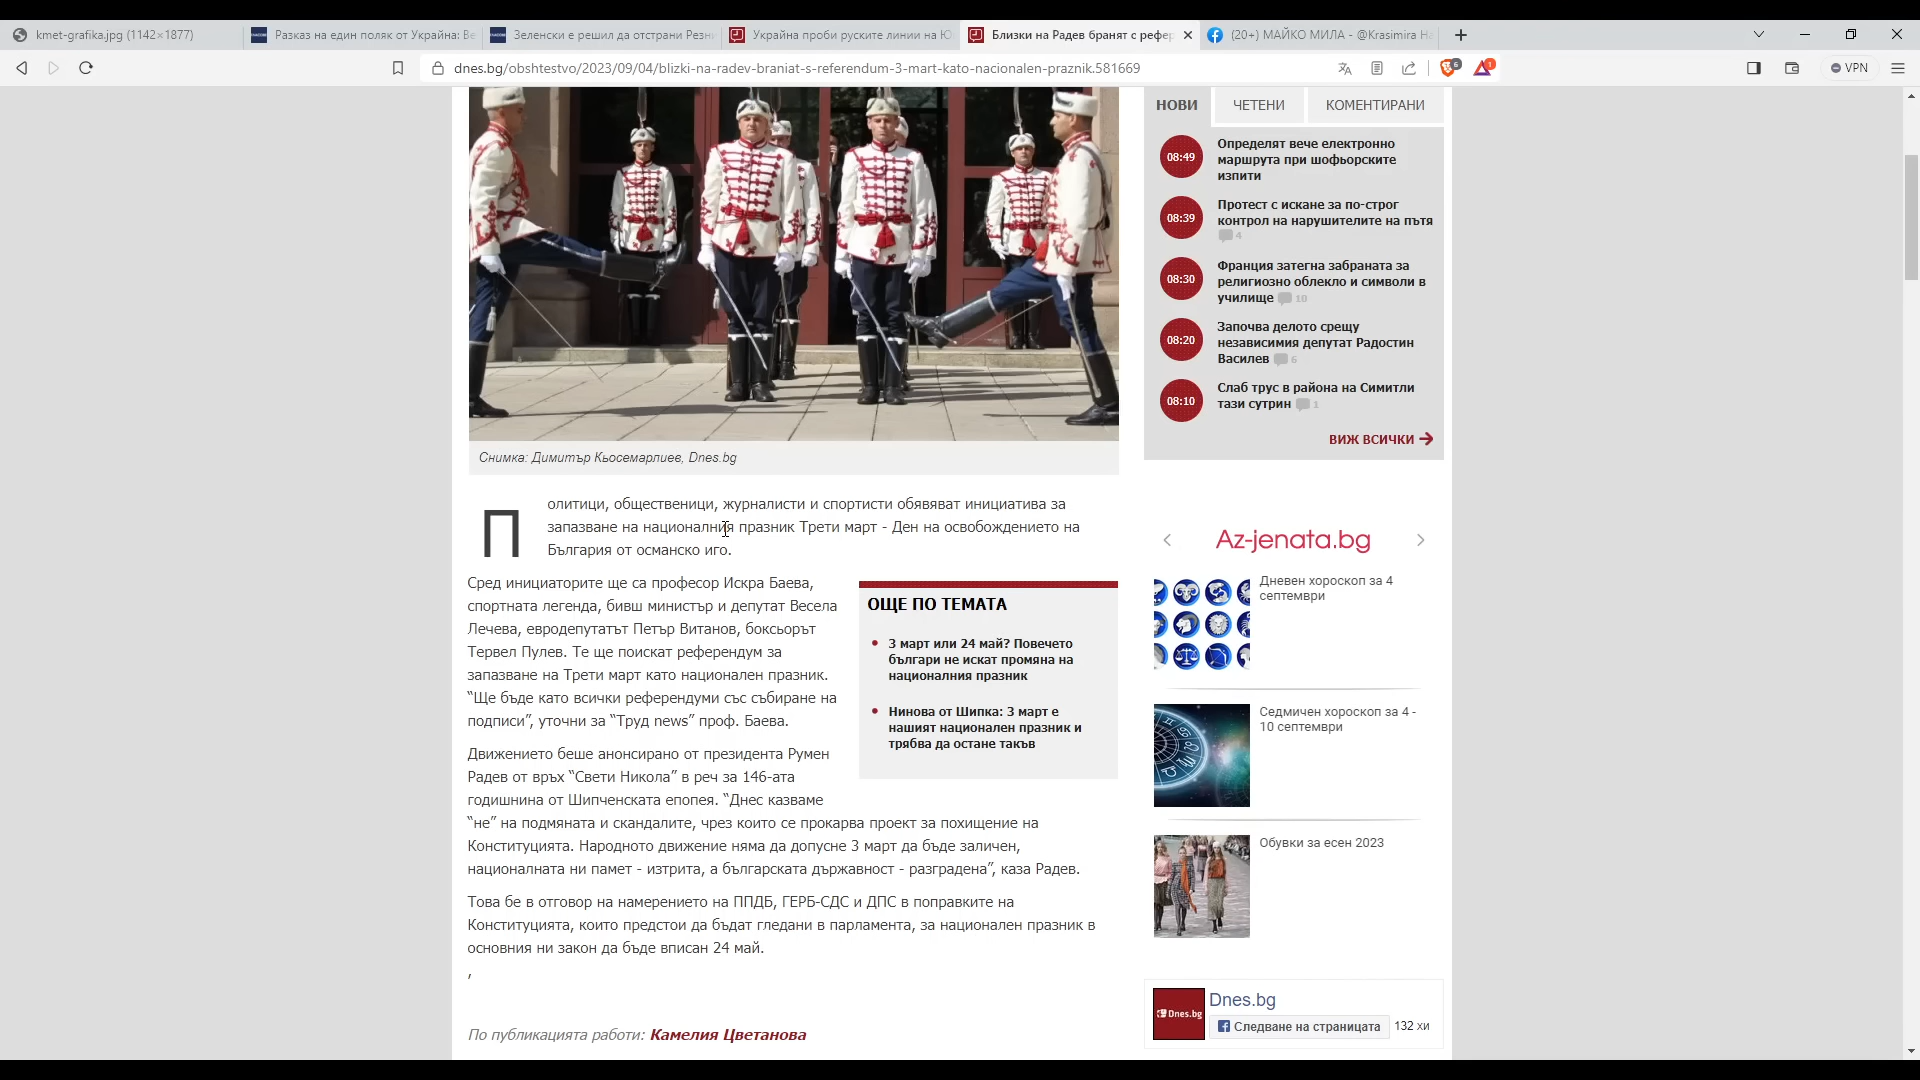 kmet-grafika.jpg (1142×1877)
Разказ на един поляк от Украйна: Ве
Зеленски е решил да отстрани Резни
Украйна проби руските линии на Ю
Близки на Радев бранят с рефер
(20+) МАЙКО МИЛА - @Krasimira Ha
dnes.bg/obshtestvo/2023/09/04/blizki-na-radev-braniat-s-referendum-3-mart-kato-nacionalen-praznik.581669
6
1
VPN
НОВИ
ЧЕТЕНИ
КОМЕНТИРАНИ
08:49
Определят вече електронно
маршрута при шофьорските
изпити
08:39
Протест с искане за по-строг
контрол на нарушителите на пътя
4
08:30
Франция затегна забраната за
религиозно облекло и символи в
училище 10
08:20
Започва делото срещу
независимия депутат Радостин
Василев 6
08:10
Слаб трус в района на Симитли
тази сутрин 1
ВИЖ ВСИЧКИ
Снимка: Димитър Кьосемарлиев, Dnes.bg
Политици, общественици, журналисти и спортисти обявяват инициатива за
запазване на националния празник Трети март - Ден на освобождението на
България от османско иго.
Сред инициаторите ще са професор Искра Баева,
спортната легенда, бивш министър и депутат Весела
Лечева, евродепутатът Петър Витанов, боксьорът
Тервел Пулев. Те ще поискат референдум за
запазване на Трети март като национален празник.
“Ще бъде като всички референдуми със събиране на
подписи”, уточни за “Труд news” проф. Баева.
ОЩЕ ПО ТЕМАТА
3 март или 24 май? Повечето
българи не искат промяна на
националния празник
Нинова от Шипка: 3 март е
нашият национален празник и
трябва да остане такъв
Движението беше анонсирано от президента Румен
Радев от връх “Свети Никола” в реч за 146-ата
годишнина от Шипченската епопея. “Днес казваме
“не” на подмяната и скандалите, чрез които се прокарва проект за похищение на
Конституцията. Народното движение няма да допусне 3 март да бъде заличен,
националната ни памет - изтрита, а българската държавност - разградена”, каза Радев.
Това бе в отговор на намерението на ППДБ, ГЕРБ-СДС и ДПС в поправките на
Конституцията, които предстои да бъдат гледани в парламента, за национален празник в
основния ни закон да бъде вписан 24 май.
,
По публикацията работи: Камелия Цветанова
Az-jenata.bg
Дневен хороскоп за 4
септември
Седмичен хороскоп за 4 -
10 септември
Обувки за есен 2023
Dnes.bg
Dnes.bg
Следване на страницата
132 хи